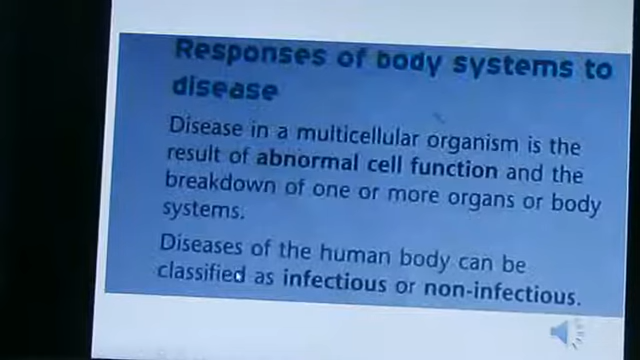 Responses of body systems to
disease
Disease in a multicellular organism is the
result of abnormal cell function and the
breakdown of one or more organs or body
systems.
Diseases of the human body can be
classified as infectious or non-infectious.